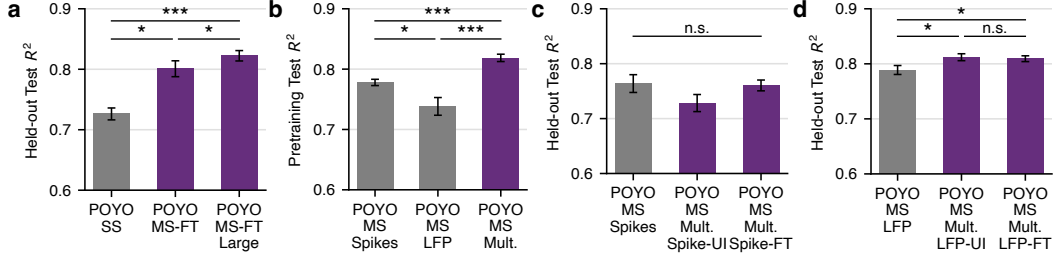 a
Held-out Test R²
0.9
0.8
0.7
0.6
***
*
*
POYO
SS
POYO
MS-FT
POYO
MS-FT
Large
b
Pretraining Test R²
0.9
0.8
0.7
0.6
***
*
***
POYO
MS
Spikes
POYO
MS
LFP
POYO
MS
Mult.
c
Held-out Test R²
0.9
0.8
0.7
0.6
n.s.
POYO
MS
Spikes
POYO
MS
Mult.
Spike-UI
POYO
MS
Mult.
Spike-FT
d
Held-out Test R²
0.9
0.8
0.7
0.6
*
*
n.s.
POYO
MS
LFP
POYO
MS
Mult.
LFP-UI
POYO
MS
Mult.
LFP-FT